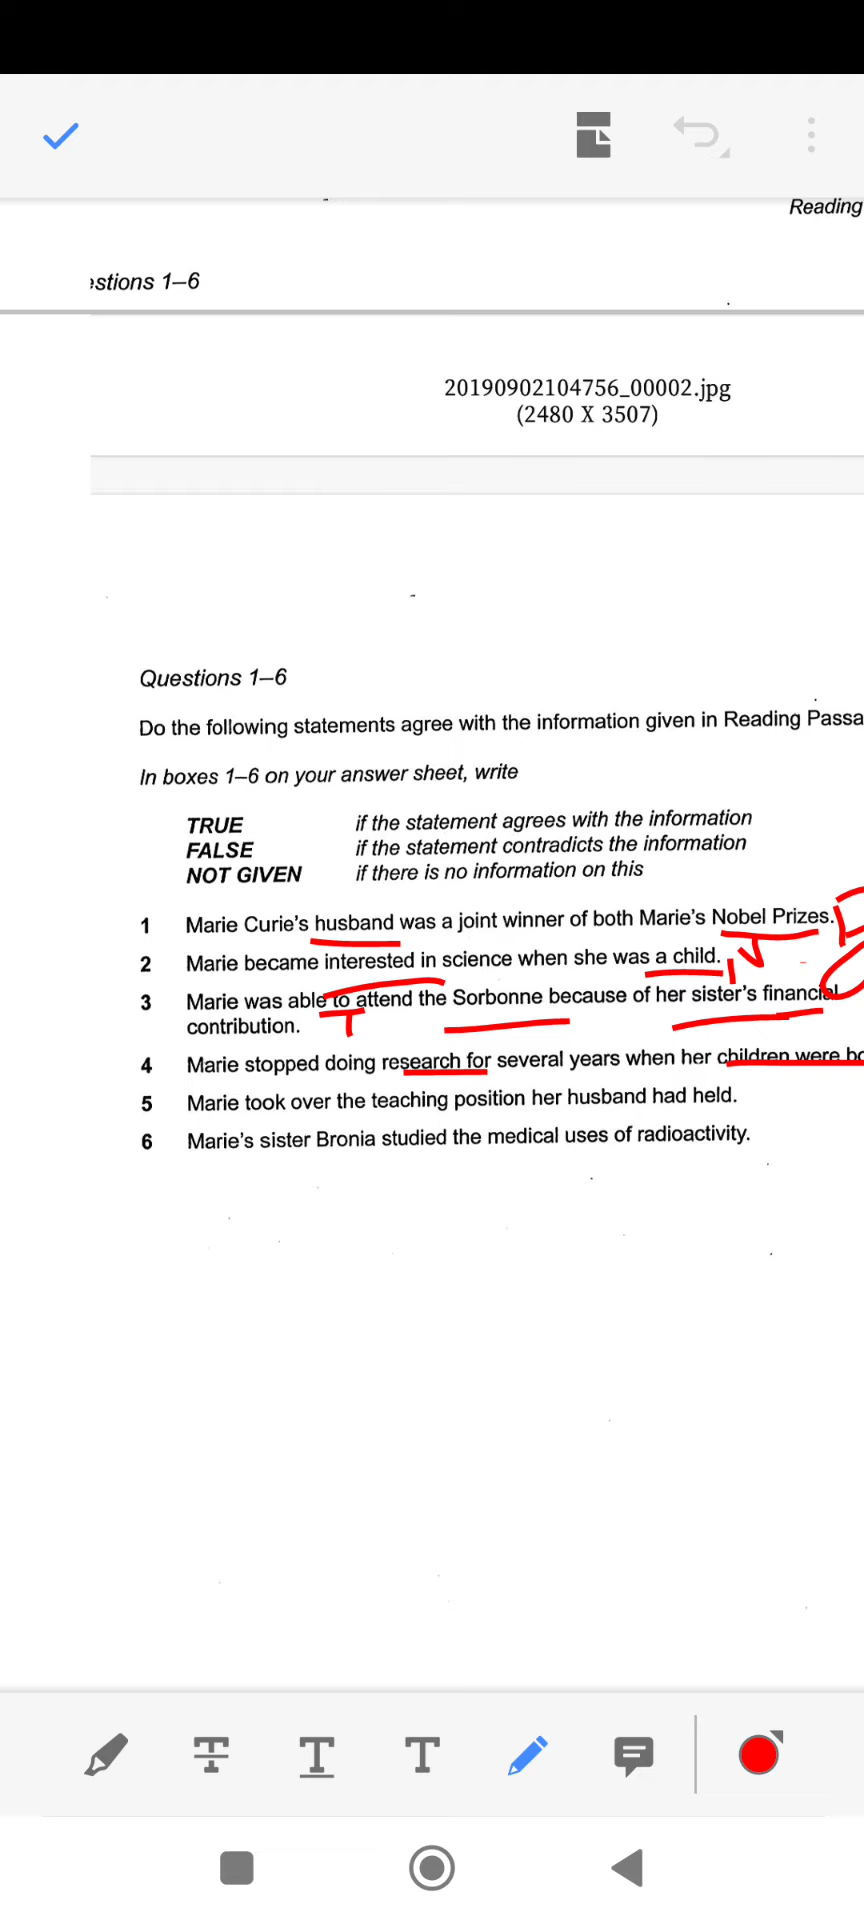 Reading
estions 1–6
20190902104756_00002.jpg
(2480 X 3507)
Questions 1–6
Do the following statements agree with the information given in Reading Passa
In boxes 1–6 on your answer sheet, write
TRUE if the statement agrees with the information
FALSE if the statement contradicts the information
NOT GIVEN if there is no information on this
1 Marie Curie's husband was a joint winner of both Marie's Nobel Prizes.
2 Marie became interested in science when she was a child. N
3 Marie was able to attend the Sorbonne because of her sister's financial
T
contribution.
4 Marie stopped doing research for several years when her children were bo
5 Marie took over the teaching position her husband had held.
6 Marie's sister Bronia studied the medical uses of radioactivity.
T T T